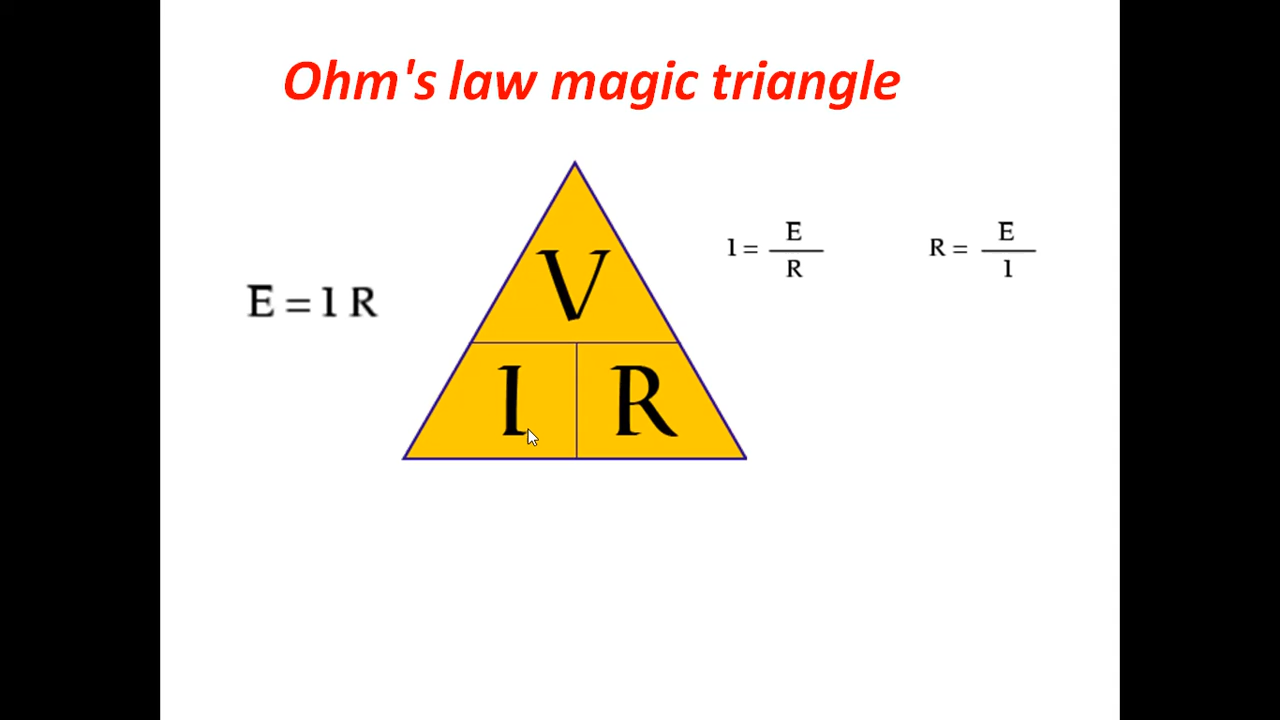 Ohm's law magic triangle
E = I R
V
I R
I = E / R
R = E / I